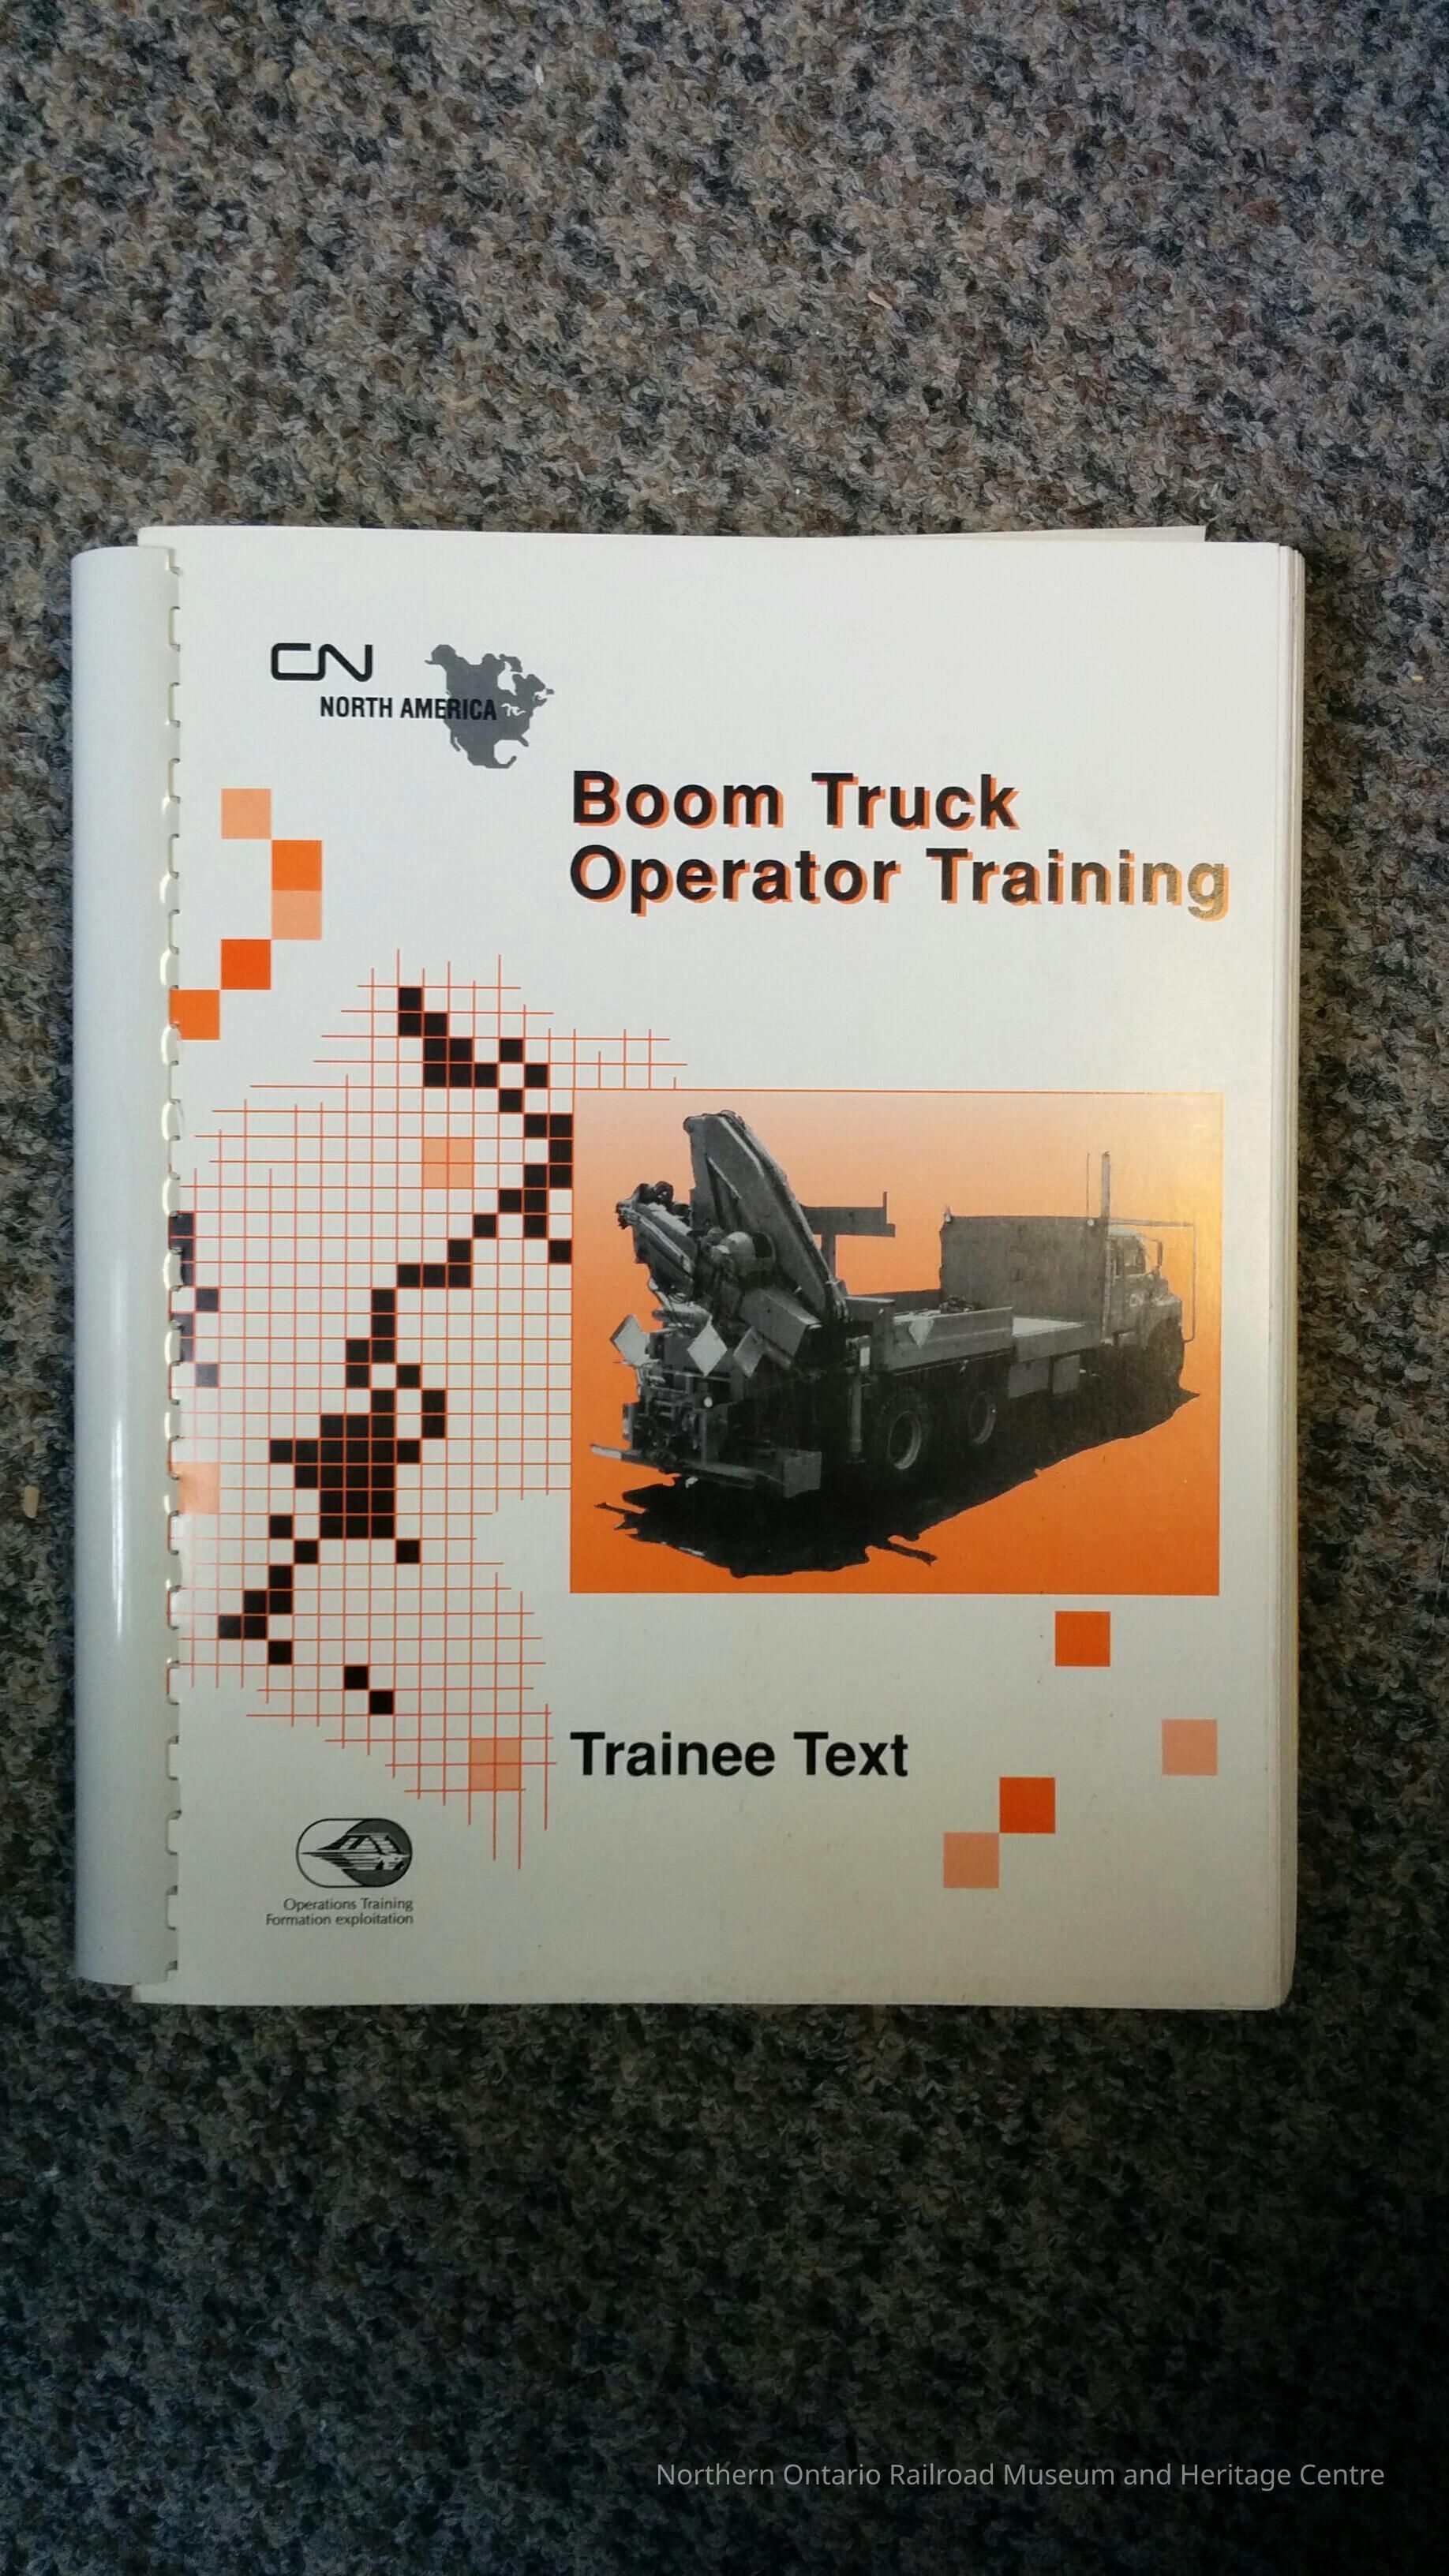 CN
NORTH AMERICA
Boom Truck
Operator Training
Trainee Text
Operations Training
Formation exploitation
Northern Ontario Railroad Museum and Heritage Centre